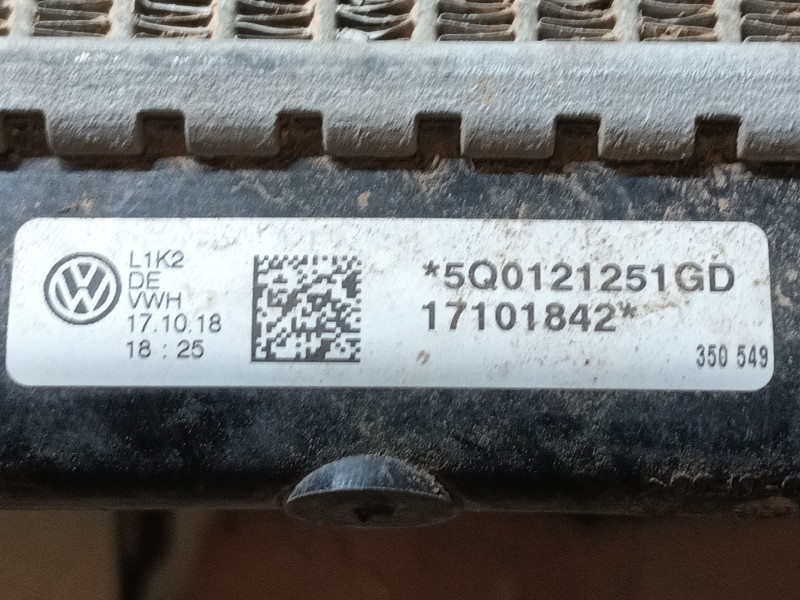 L1K2
DE
VWH
17.10.18
18 : 25
*5Q0121251GD
17101842*
350 549